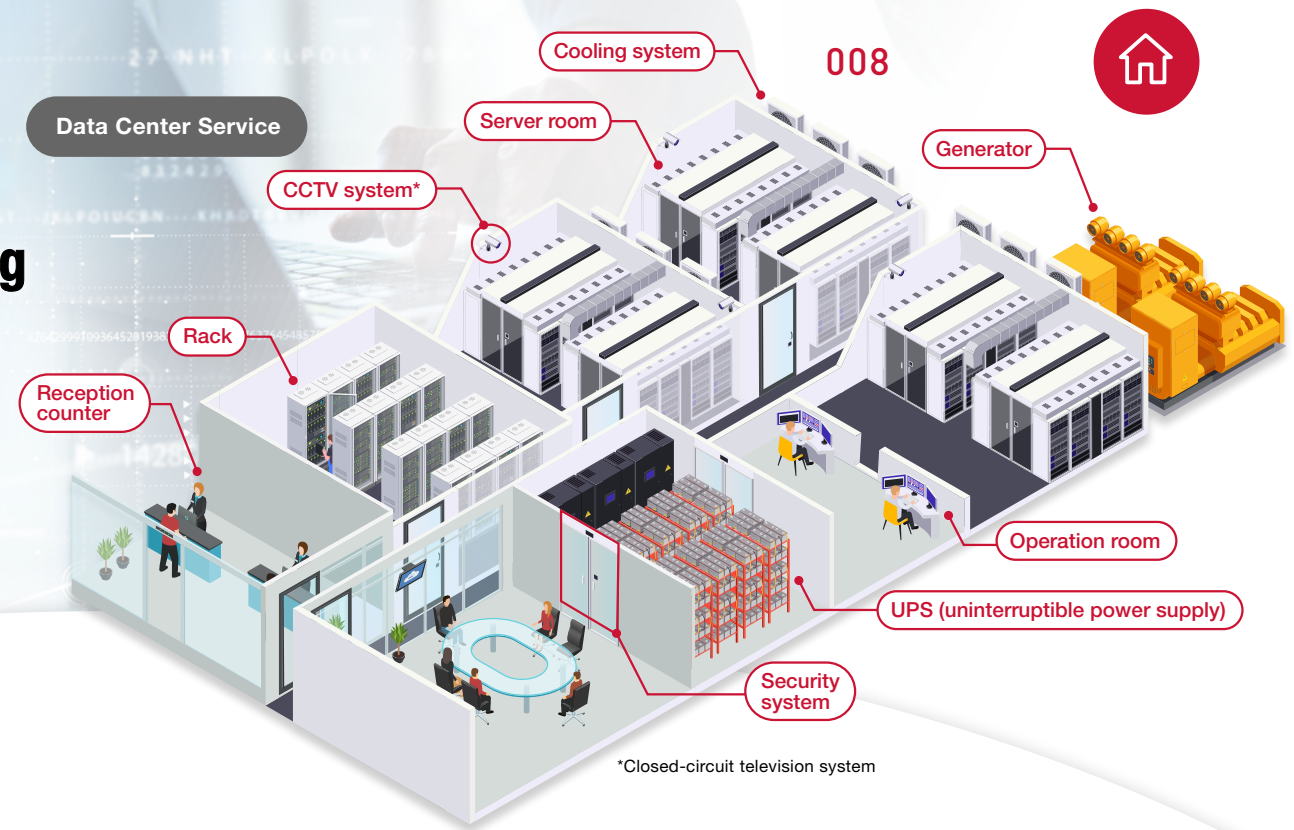 008
Data Center Service
g
Cooling system
Server room
Generator
CCTV system*
Rack
Reception
counter
Operation room
UPS (uninterruptible power supply)
Security
system
*Closed-circuit television system